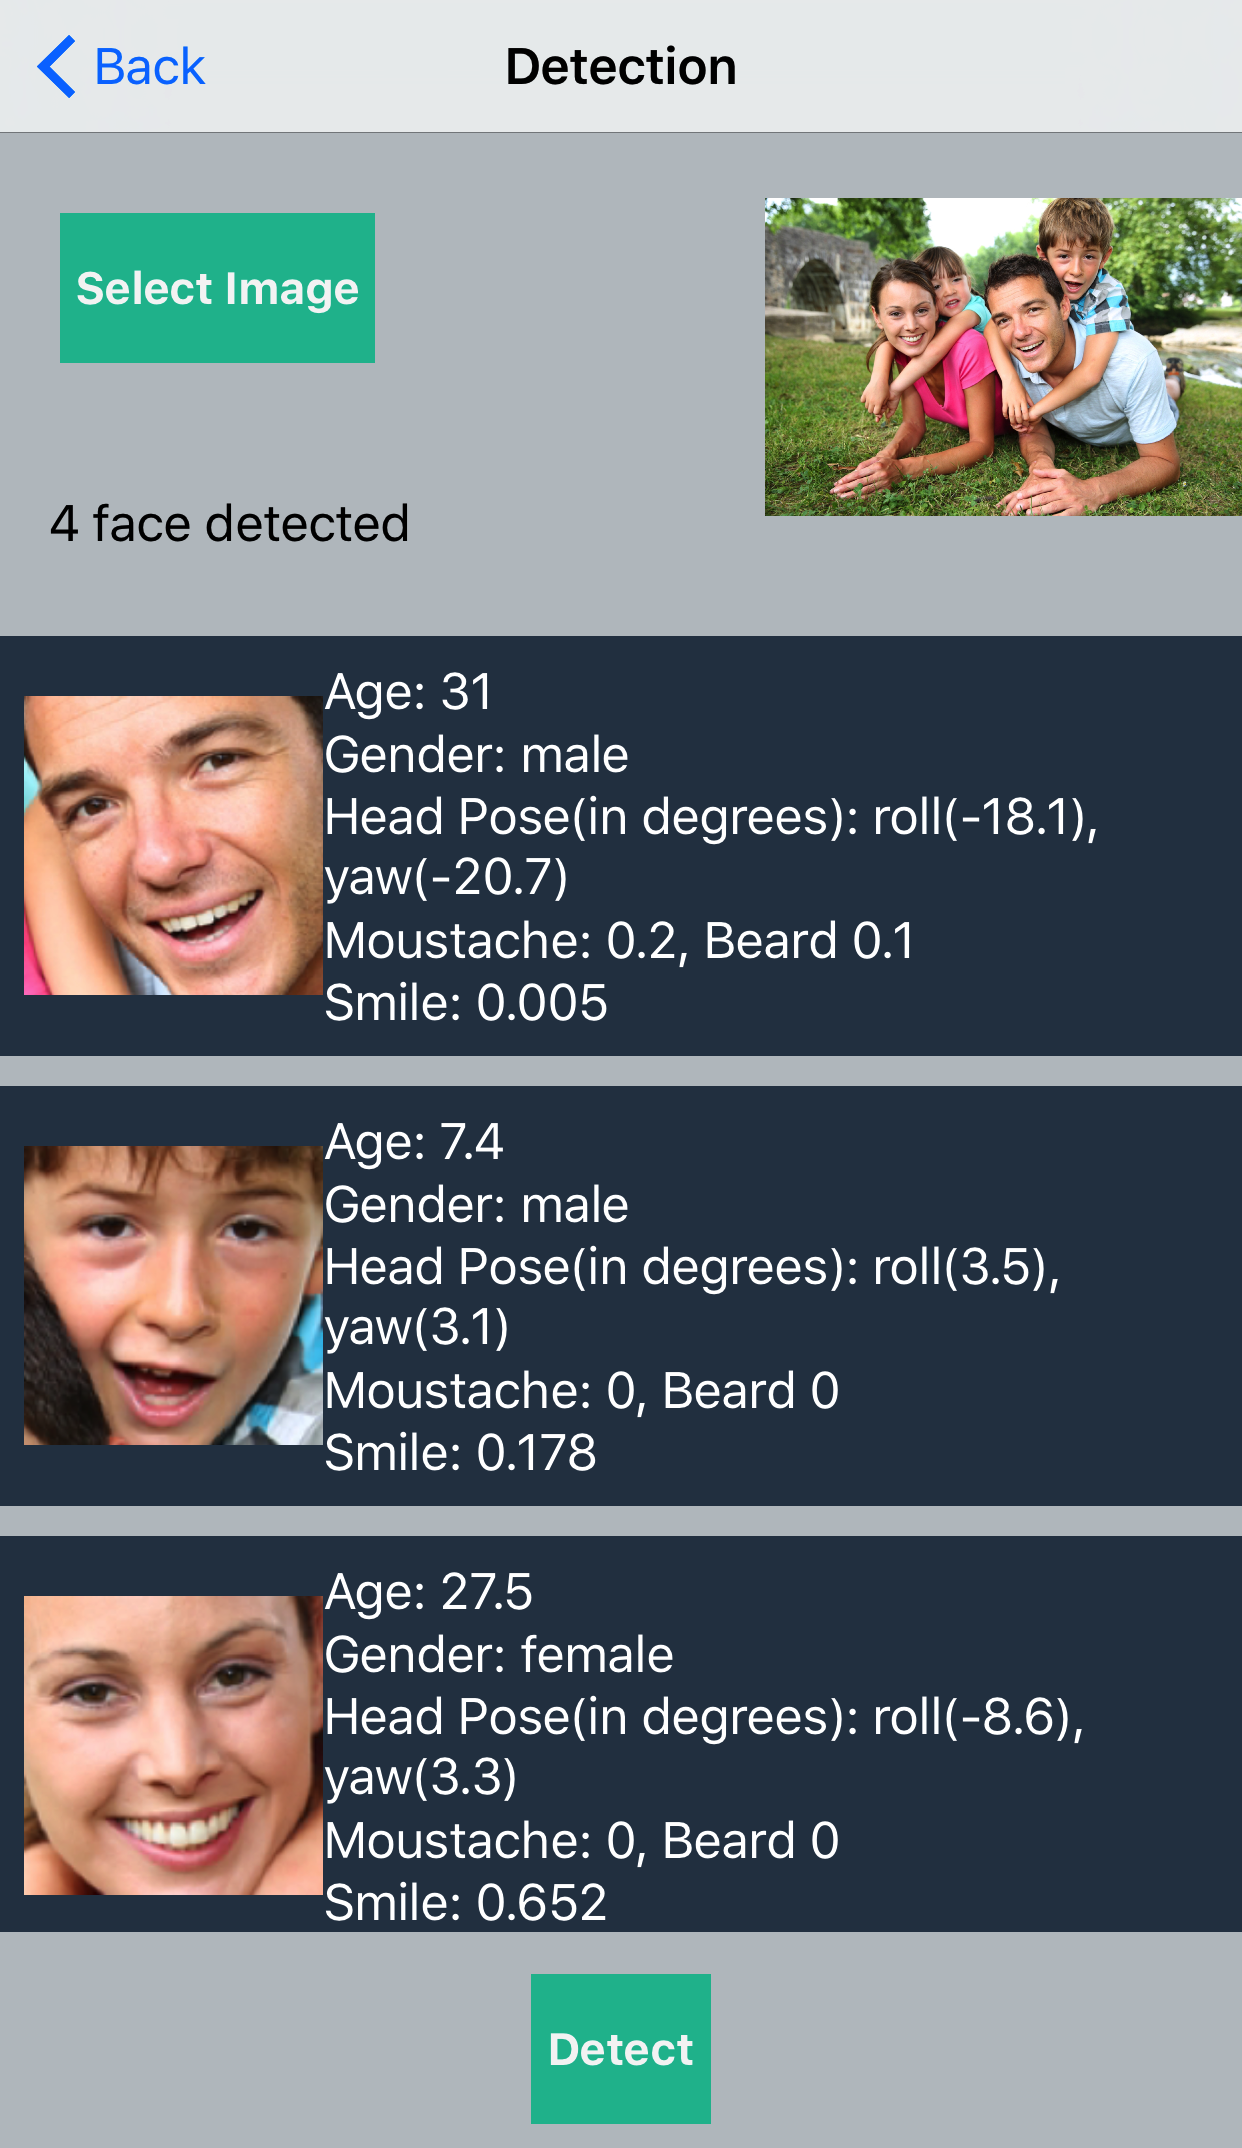 Back
Detection
Select Image
4 face detected
Age: 31
Gender: male
Head Pose(in degrees): roll(-18.1),
yaw(-20.7)
Moustache: 0.2, Beard 0.1
Smile: 0.005
Age: 7.4
Gender: male
Head Pose(in degrees): roll(3.5),
yaw(3.1)
Moustache: 0, Beard 0
Smile: 0.178
Age: 27.5
Gender: female
Head Pose(in degrees): roll(-8.6),
yaw(3.3)
Moustache: 0, Beard 0
Smile: 0.652
Detect